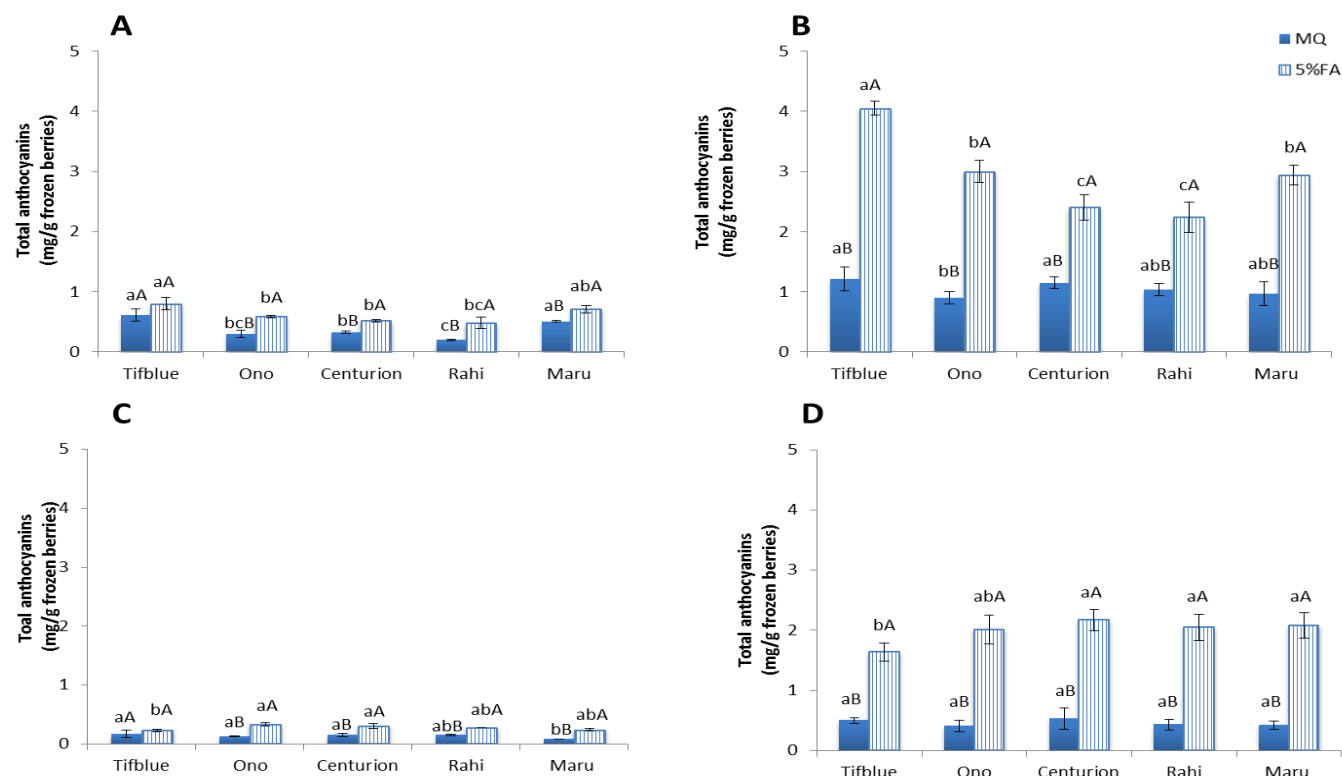 A
Total anthocyanins
(mg/g frozen berries)
5
4
3
2
1
0
aA aA
bcB bA
bB bA
cB bcA
aB abA
Tifblue Ono Centurion Rahi Maru
B
MQ
5%FA
Total anthocyanins
(mg/g frozen berries)
5
4
3
2
1
0
aB aA
bB bA
aB cA
abB cA
abB bA
Tifblue Ono Centurion Rahi Maru
C
Toal anthocyanins
(mg/g frozen berries)
5
4
3
2
1
0
aA bA
aB aA
aB aA
abB abA
bB abA
Tifblue Ono Centurion Rahi Maru
D
Total anthocyanins
(mg/g frozen berries)
5
4
3
2
1
0
aB bA
aB abA
aB aA
aB aA
aB aA
Tifblue Ono Centurion Rahi Maru